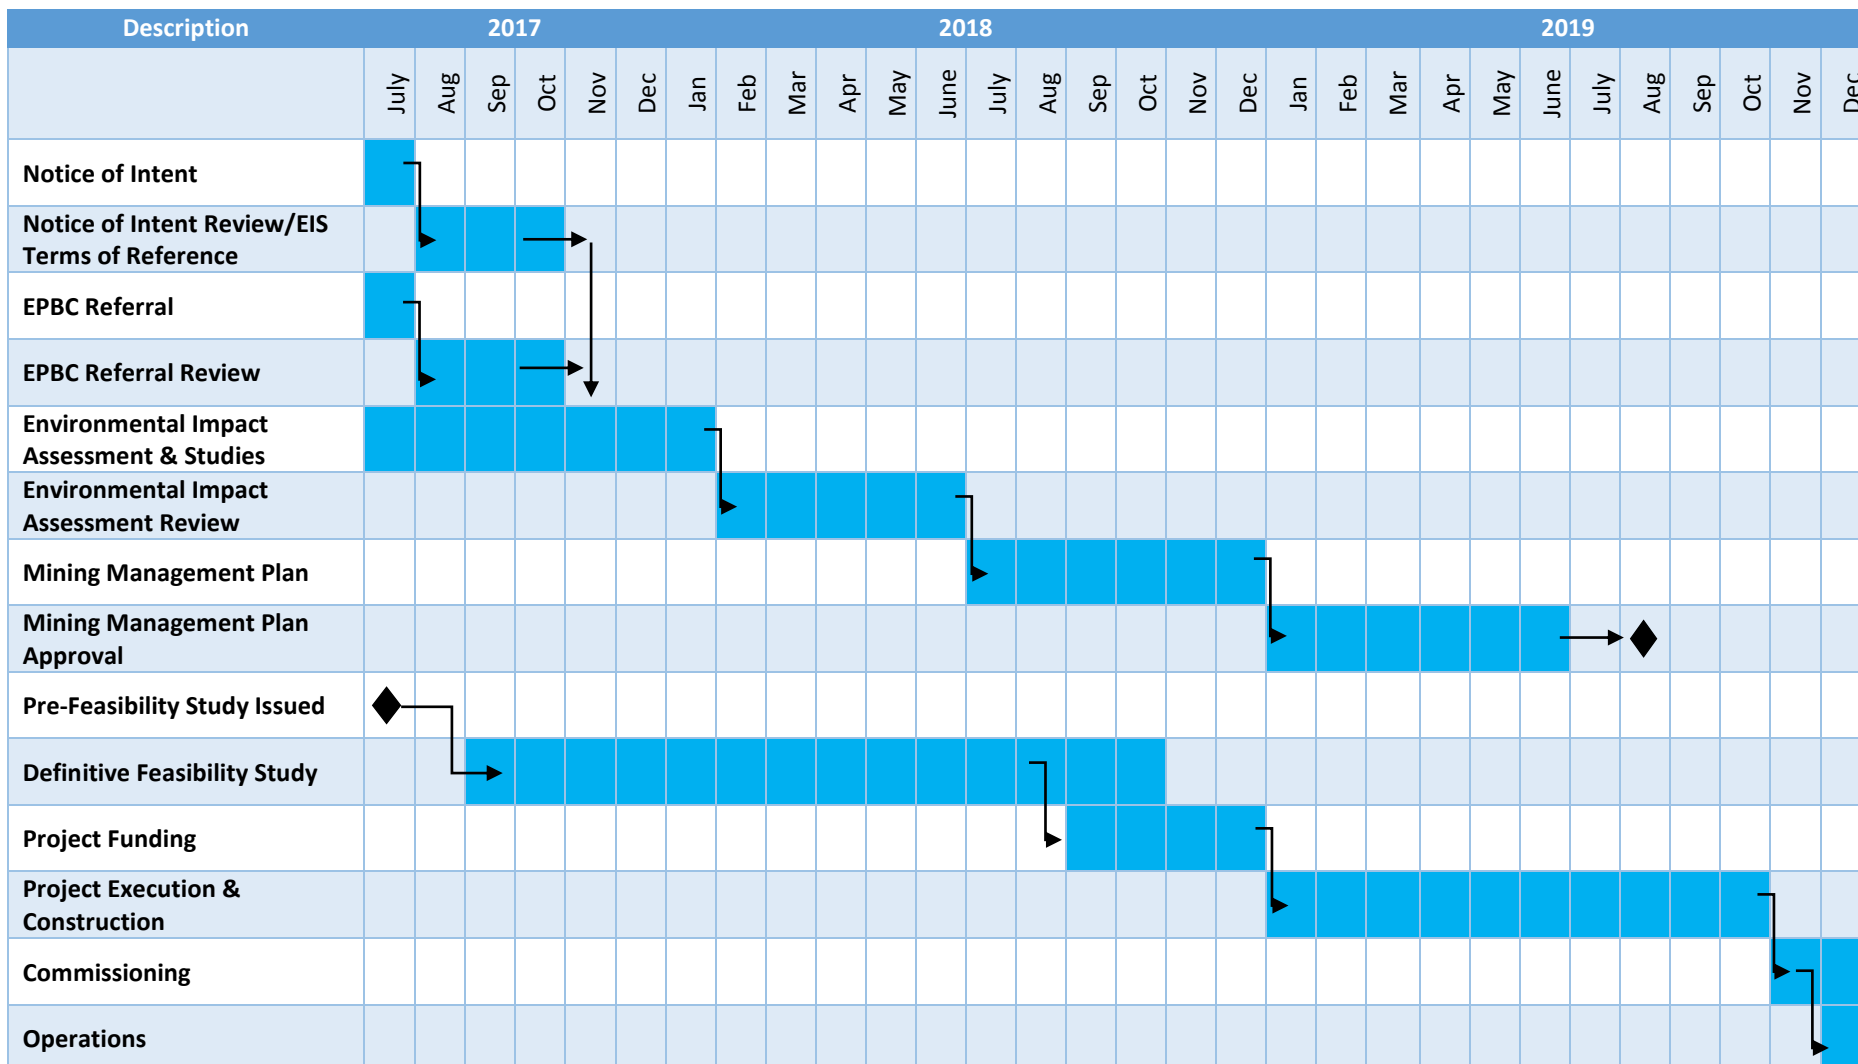 Description 2017 2018 2019
July Aug Sep Oct Nov Dec Jan Feb Mar Apr May June July Aug Sep Oct Nov Dec Jan Feb Mar Apr May June July Aug Sep Oct Nov Dec
Notice of Intent
Notice of Intent Review/EIS
Terms of Reference
EPBC Referral
EPBC Referral Review
Environmental Impact
Assessment & Studies
Environmental Impact
Assessment Review
Mining Management Plan
Mining Management Plan
Approval
Pre-Feasibility Study Issued
Definitive Feasibility Study
Project Funding
Project Execution &
Construction
Commissioning
Operations